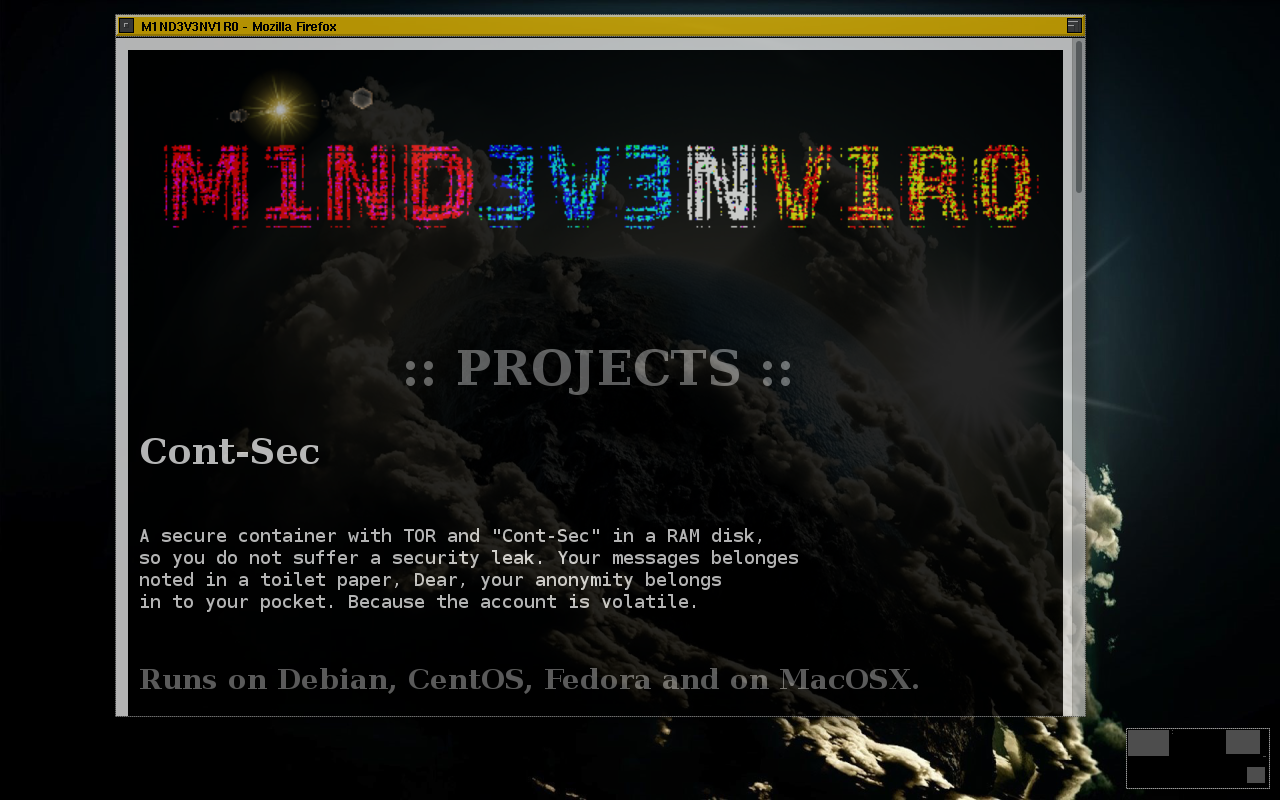 M1ND3V3NV1R0 - Mozilla Firefox
M1ND3V3NV1R0
:: PROJECTS ::
Cont-Sec
A secure container with TOR and "Cont-Sec" in a RAM disk,
so you do not suffer a security leak. Your messages belonges
noted in a toilet paper, Dear, your anonymity belongs
in to your pocket. Because the account is volatile.
Runs on Debian, CentOS, Fedora and on MacOSX.